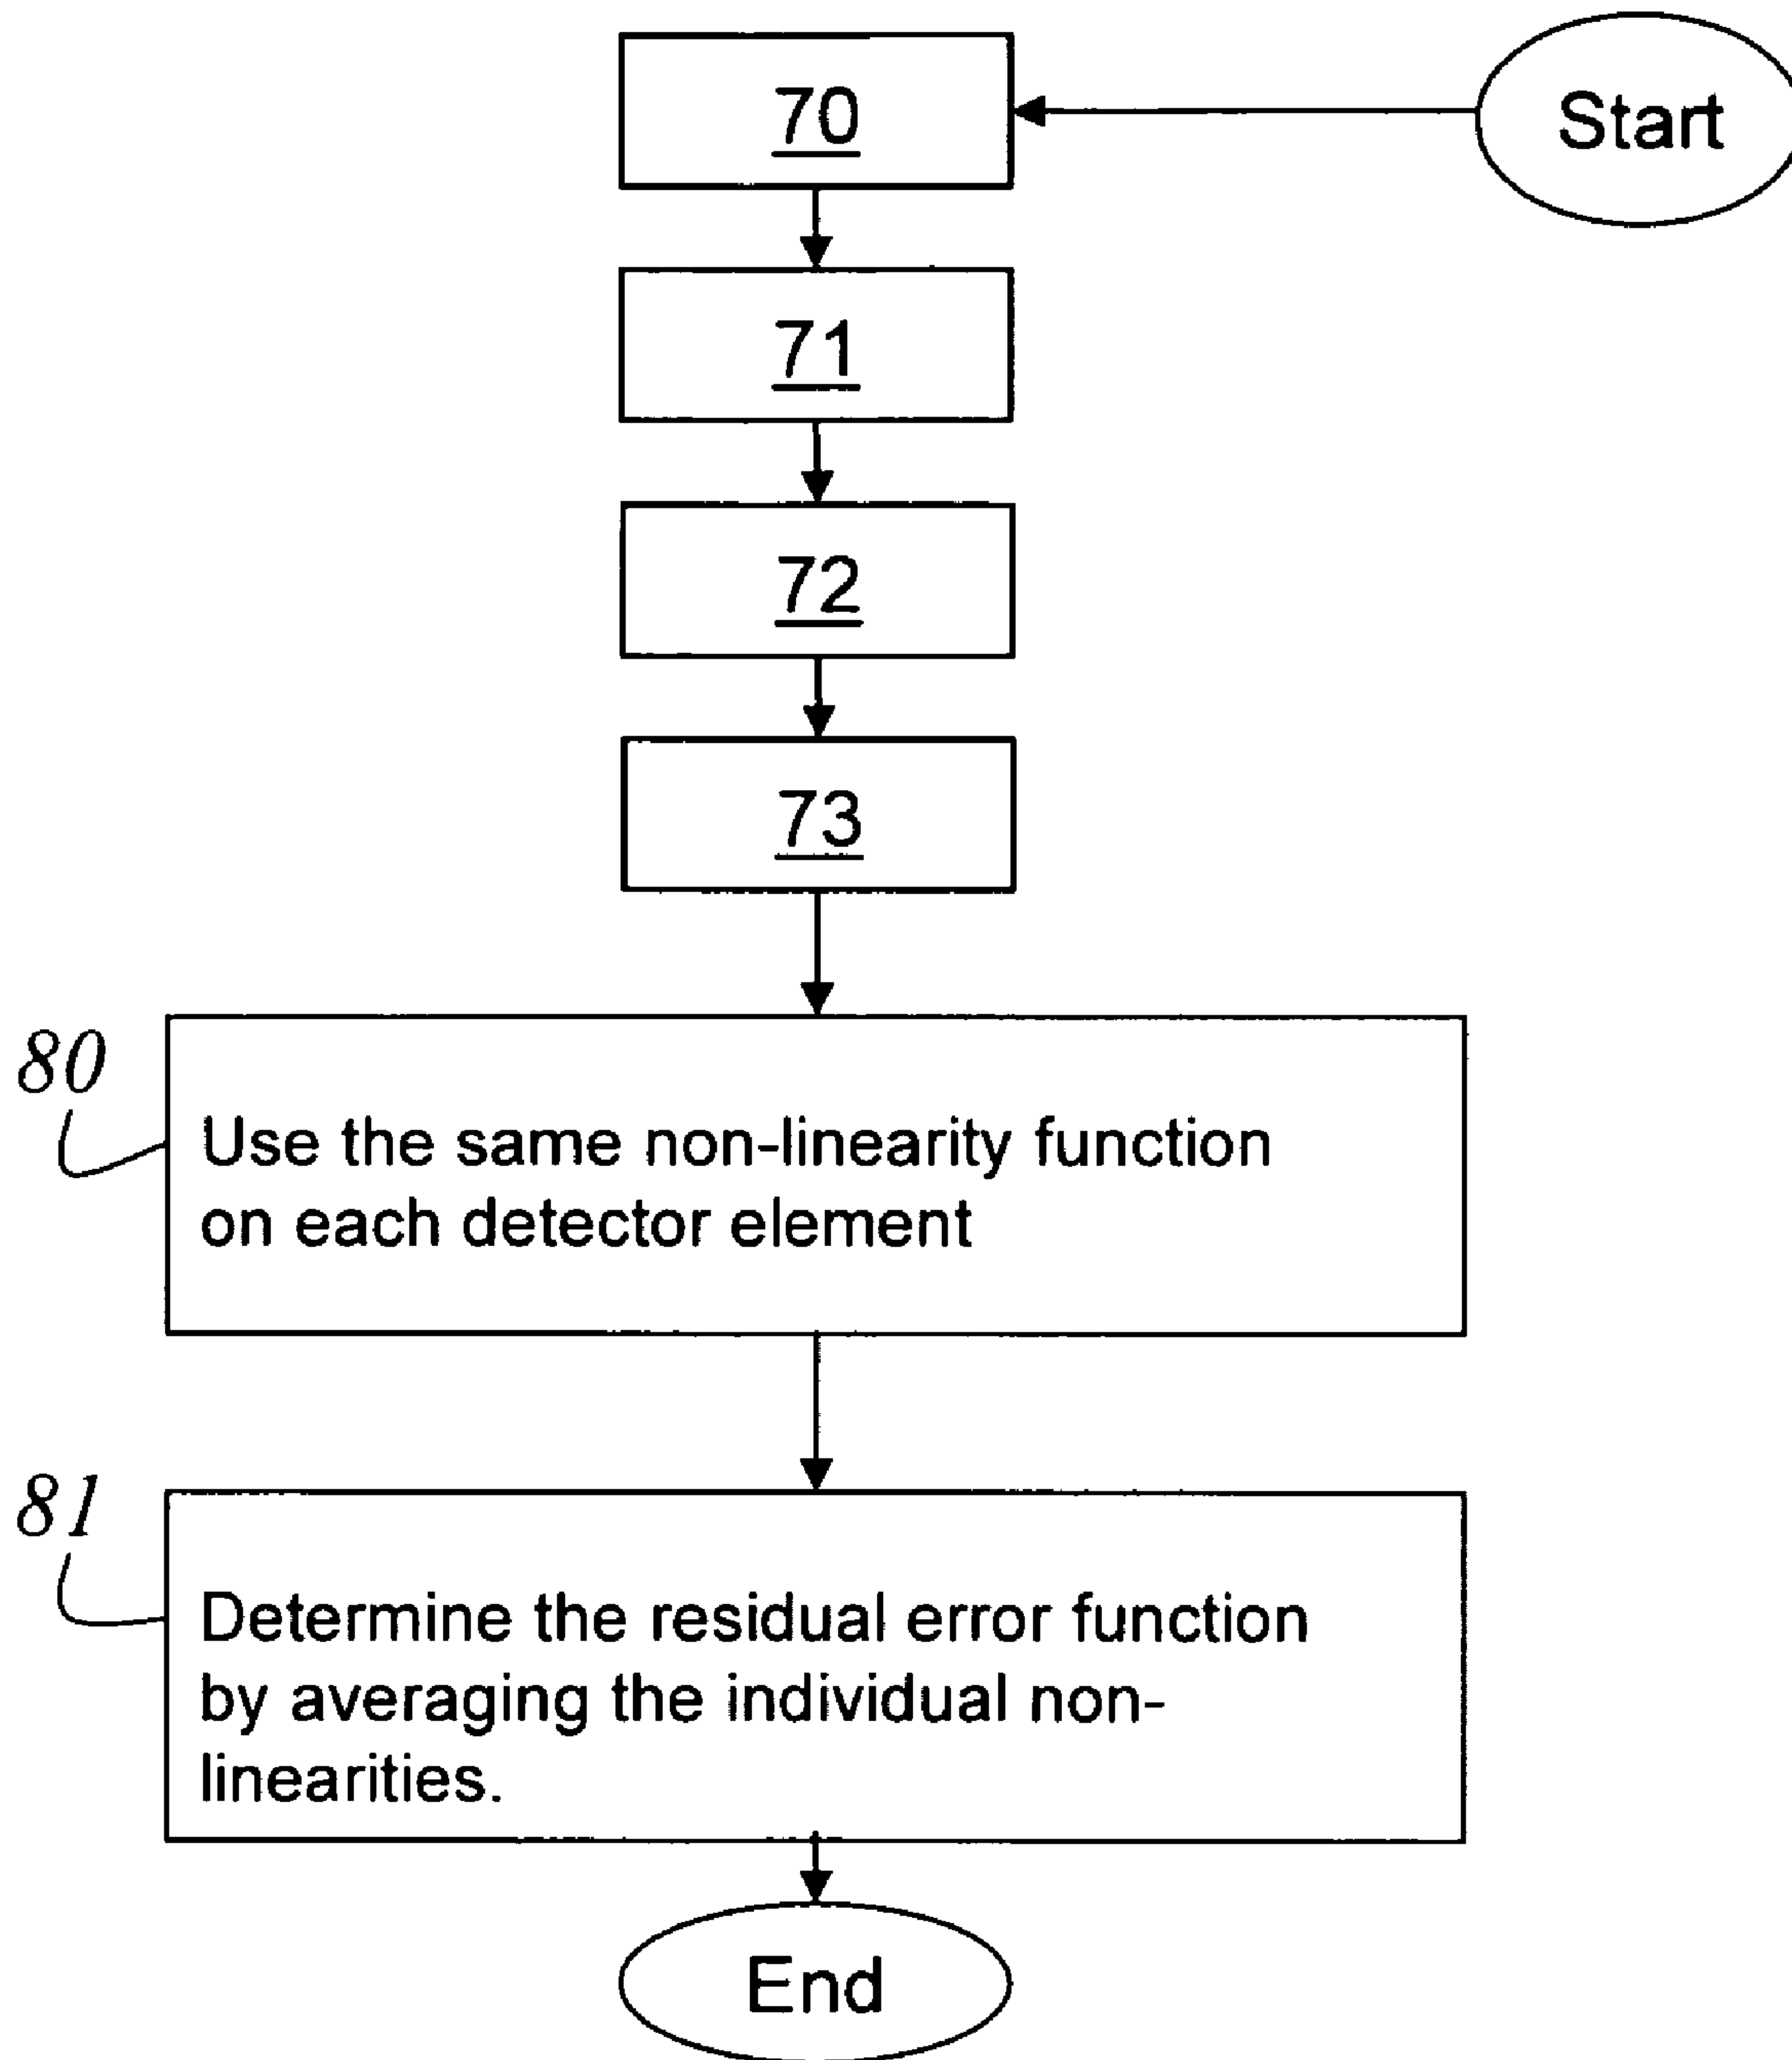 Start
70
71
72
73
80
Use the same non-linearity function
on each detector element
81
Determine the residual error function
by averaging the individual non-
linearities.
End